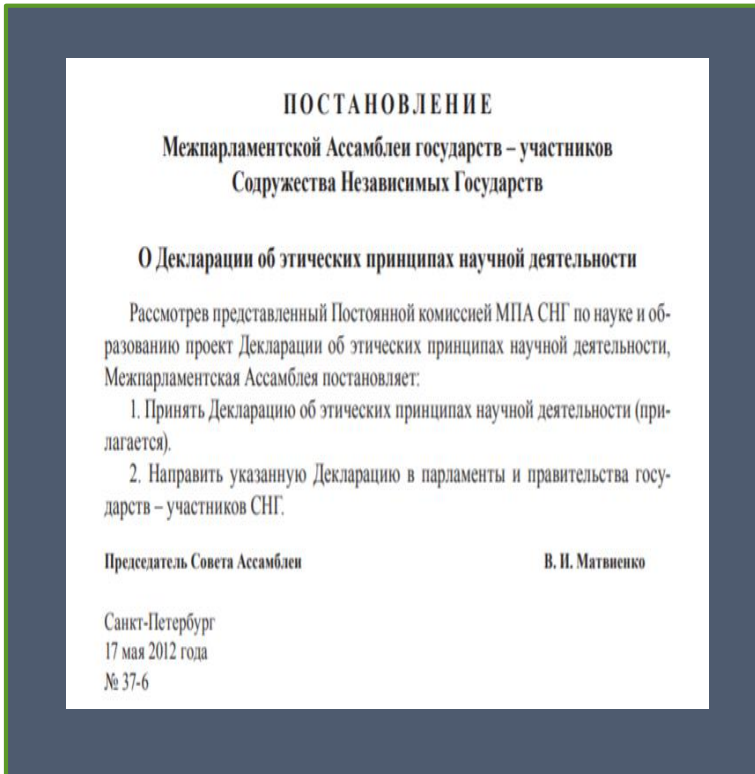 ПОСТАНОВЛЕНИЕ
Межпарламентской Ассамблеи государств – участников
Содружества Независимых Государств
О Декларации об этических принципах научной деятельности
Рассмотрев представленный Постоянной комиссией МПА СНГ по науке и об-
разованию проект Декларации об этических принципах научной деятельности,
Межпарламентская Ассамблея постановляет:
1. Принять Декларацию об этических принципах научной деятельности (при-
лагается).
2. Направить указанную Декларацию в парламенты и правительства госу-
дарств – участников СНГ.
Председатель Совета Ассамблеи В. И. Матвиенко
Санкт-Петербург
17 мая 2012 года
№ 37-6